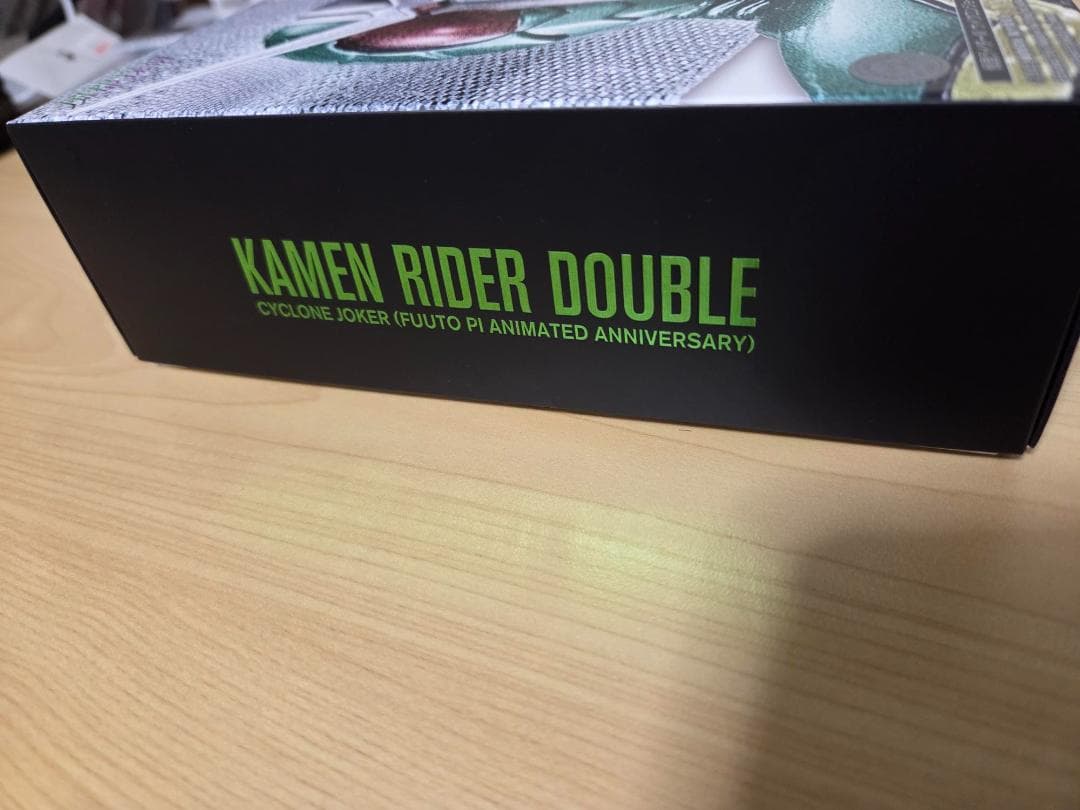 KAMEN RIDER DOUBLE
CYCLONE JOKER (FUUTO PI ANIMATED ANNIVERSARY)